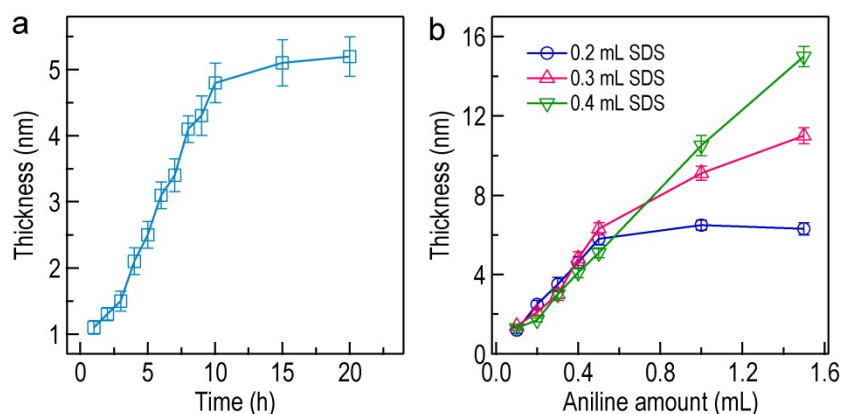 a
Thickness (nm)
5
4
3
2
1
0 5 10 15 20
Time (h)
b
0.2 mL SDS
0.3 mL SDS
0.4 mL SDS
Thickness (nm)
16
12
8
4
0
0.0 0.4 0.8 1.2 1.6
Aniline amount (mL)